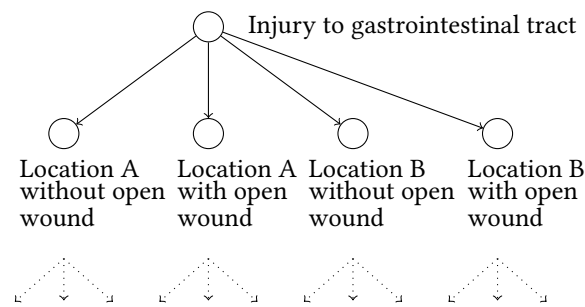 Injury to gastrointestinal tract
Location A
without open
wound
Location A
with open
wound
Location B
without open
wound
Location B
with open
wound